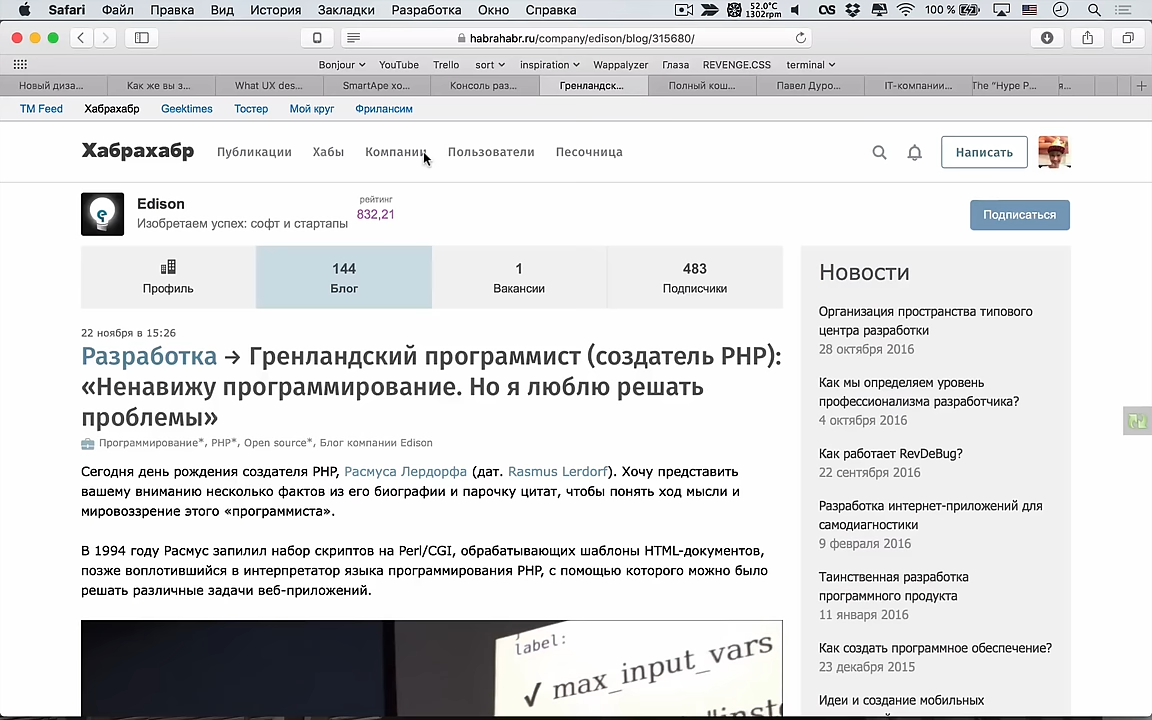 Safari Файл Правка Вид История Закладки Разработка Окно Справка 52.0°C 1302rpm 100 %
habrahabr.ru/company/edison/blog/315680/
Bonjour YouTube Trello sort inspiration Wappalyzer Глаза REVENGE.CSS terminal
Новый диза... Как же вы з... What UX des... SmartApe хо... Консоль раз... Гренландск... Полный кош... Павел Дуро... IT-компании... The "Hype P... я...
TM Feed Хабрахабр Geektimes Тостер Мой круг Фрилансим
Хабрахабр Публикации Хабы Компании Пользователи Песочница Написать
Edison рейтинг
Изобретаем успех: софт и стартапы 832,21 Подписаться
144 1 483
Профиль Блог Вакансии Подписчики
22 ноября в 15:26
Разработка → Гренландский программист (создатель PHP):
«Ненавижу программирование. Но я люблю решать
проблемы»
Программирование*, PHP*, Open source*, Блог компании Edison
Сегодня день рождения создателя PHP, Расмуса Лердорфа (дат. Rasmus Lerdorf). Хочу представить
вашему вниманию несколько фактов из его биографии и парочку цитат, чтобы понять ход мысли и
мировоззрение этого «программиста».
В 1994 году Расмус запилил набор скриптов на Perl/CGI, обрабатывающих шаблоны HTML-документов,
позже воплотившийся в интерпретатор языка программирования PHP, с помощью которого можно было
решать различные задачи веб-приложений.
label:
✓ max_input_vars
Новости
Организация пространства типового
центра разработки
28 октября 2016
Как мы определяем уровень
профессионализма разработчика?
4 октября 2016
Как работает RevDeBug?
22 сентября 2016
Разработка интернет-приложений для
самодиагностики
9 февраля 2016
Таинственная разработка
программного продукта
11 января 2016
Как создать программное обеспечение?
23 декабря 2015
Идеи и создание мобильных